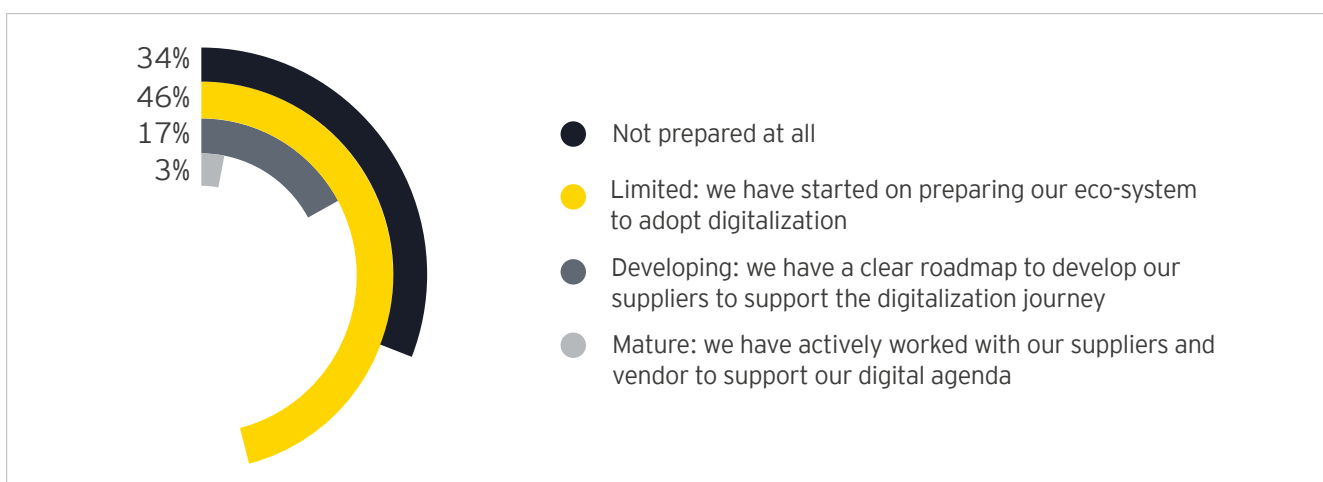 34%
46%
17%
3%
Not prepared at all
Limited: we have started on preparing our eco-system
to adopt digitalization
Developing: we have a clear roadmap to develop our
suppliers to support the digitalization journey
Mature: we have actively worked with our suppliers and
vendor to support our digital agenda